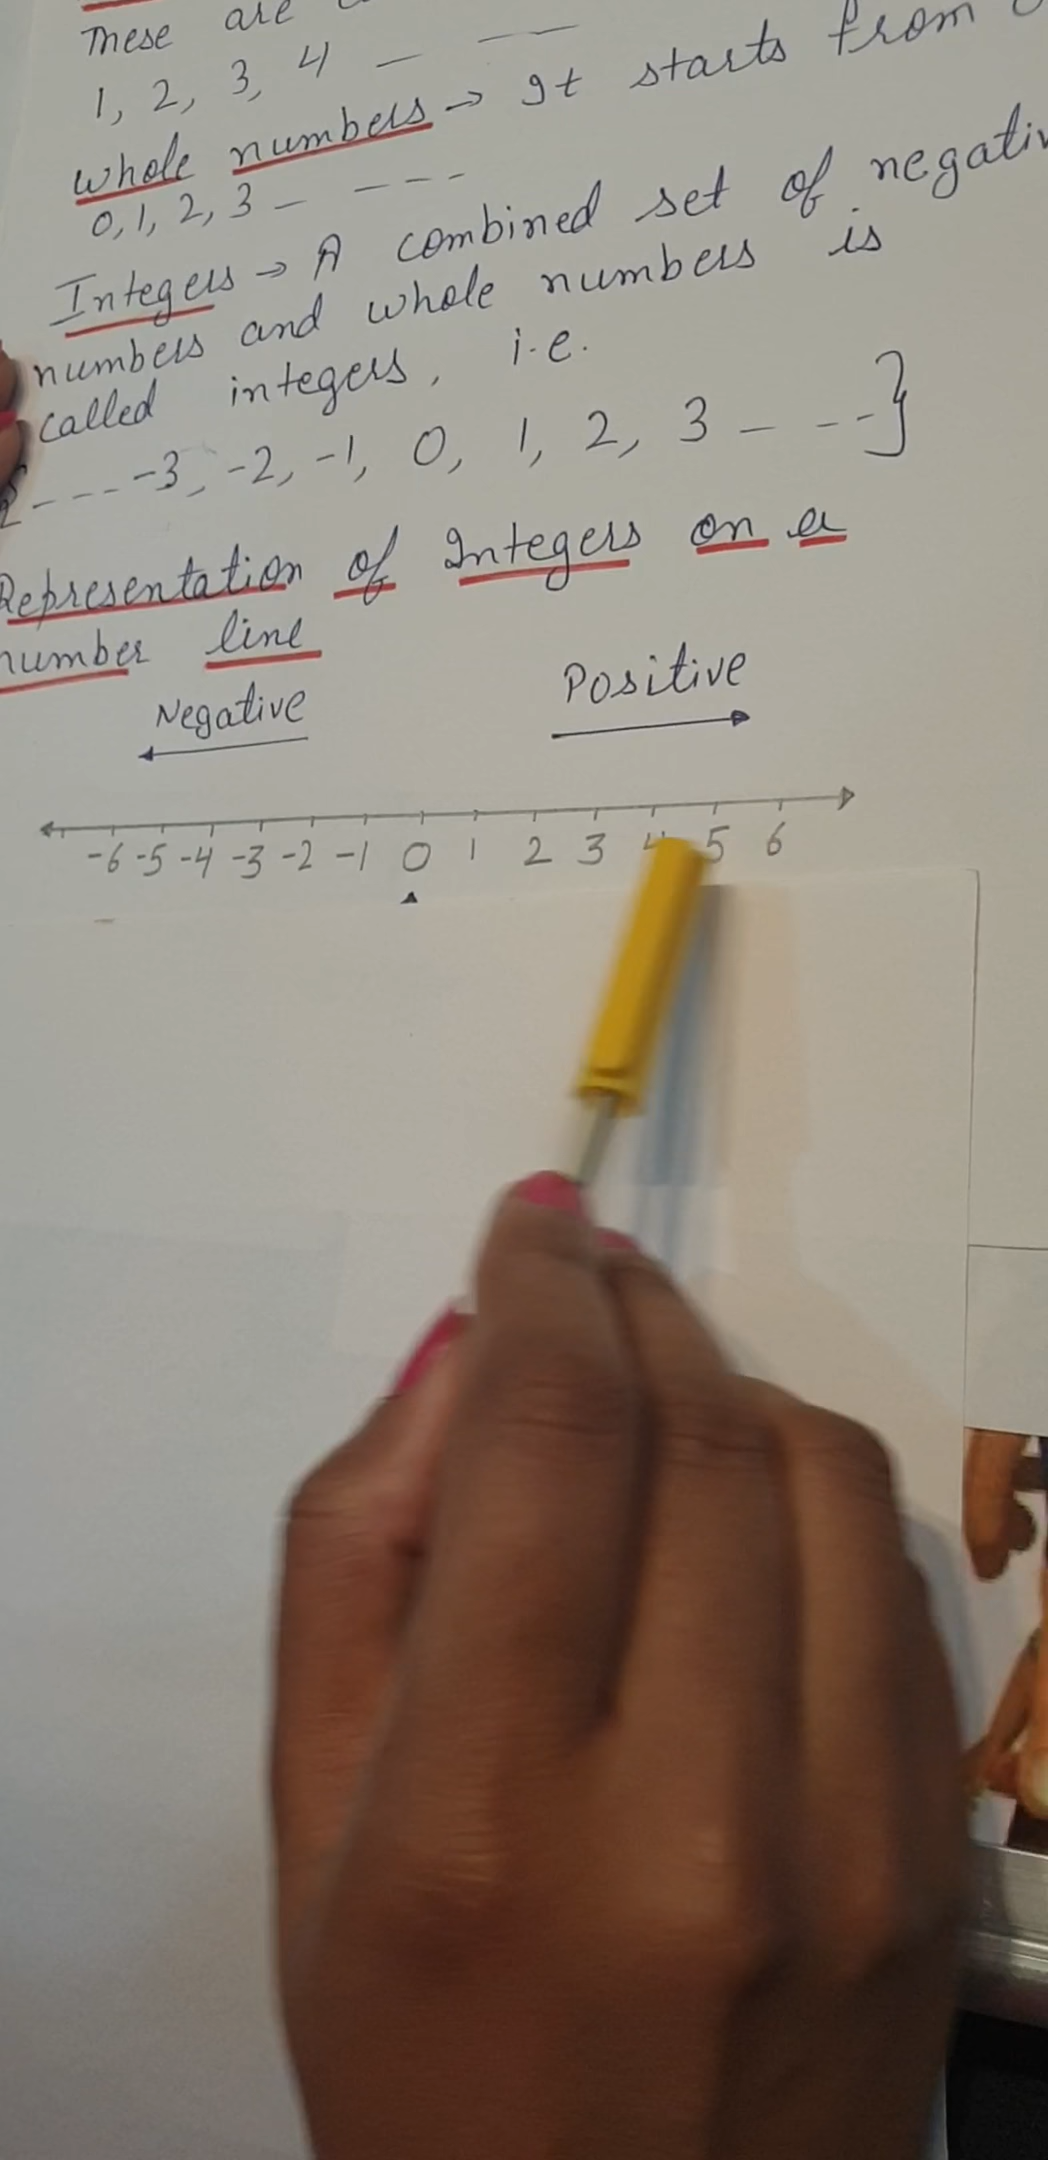 These are
1, 2, 3, 4 — —
whole numbers → It starts from
0, 1, 2, 3 - - - -
Integers → A combined set of
numbers and whole numbers is
called integers, i.e.
{ - - - -3, -2, -1, 0, 1, 2, 3 - - - }
Representation of Integers on a
number line
Negative Positive
-6 -5 -4 -3 -2 -1 0 1 2 3 4 5 6